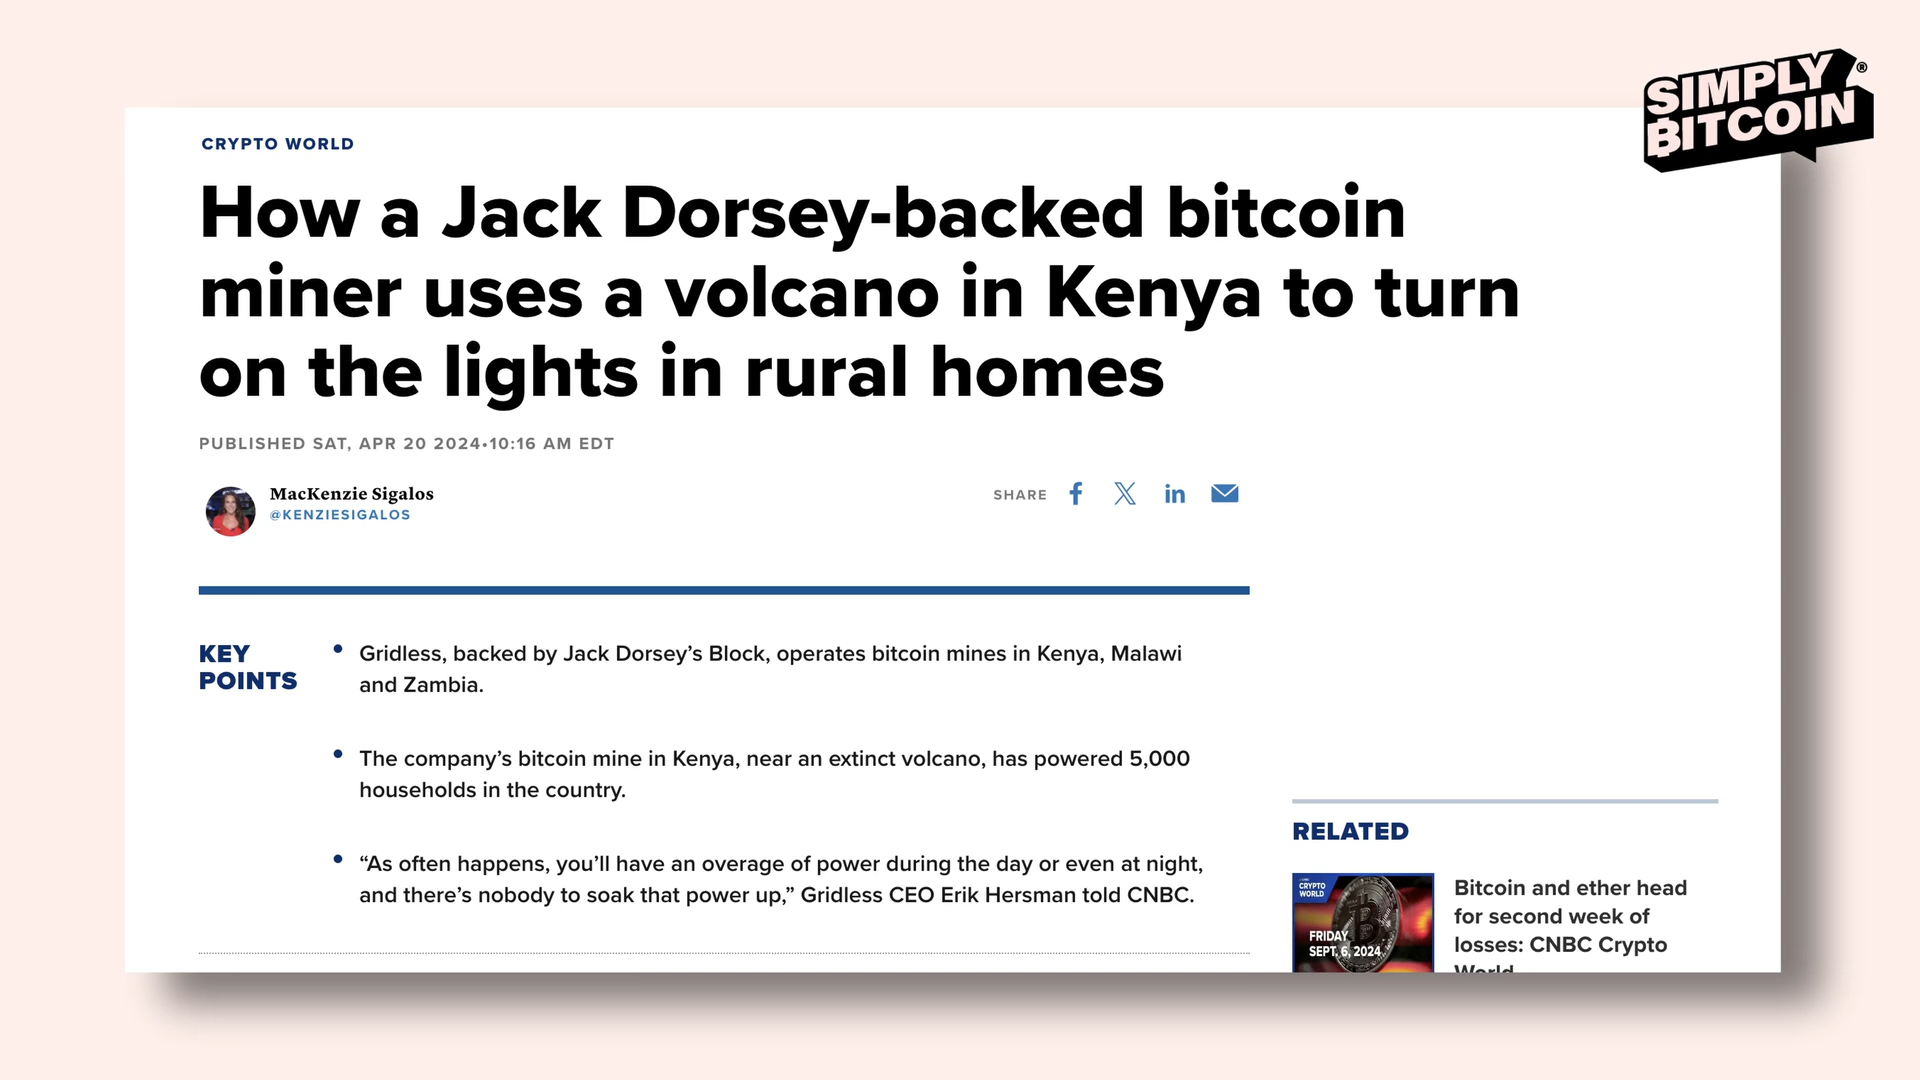 SIMPLY
BITCOIN
®
CRYPTO WORLD
How a Jack Dorsey-backed bitcoin
miner uses a volcano in Kenya to turn
on the lights in rural homes
PUBLISHED SAT, APR 20 2024•10:16 AM EDT
MacKenzie Sigalos
@KENZIESIGALOS
SHARE
KEY
POINTS
• Gridless, backed by Jack Dorsey’s Block, operates bitcoin mines in Kenya, Malawi
and Zambia.
• The company’s bitcoin mine in Kenya, near an extinct volcano, has powered 5,000
households in the country.
• “As often happens, you’ll have an overage of power during the day or even at night,
and there’s nobody to soak that power up,” Gridless CEO Erik Hersman told CNBC.
RELATED
CRYPTO
WORLD
FRIDAY
SEPT. 6, 2024
Bitcoin and ether head
for second week of
losses: CNBC Crypto
World